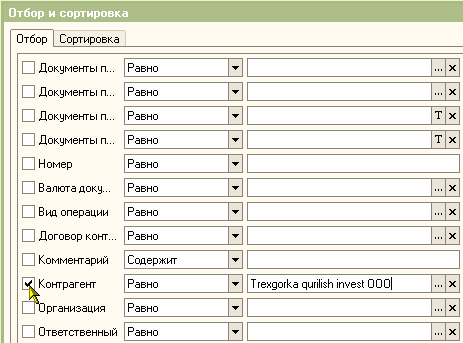 Отбор и сортировка
Отбор Сортировка
Документы п... Равно ...
Документы п... Равно ...
Документы п... Равно T
Документы п... Равно T
Номер Равно
Валюта доку... Равно ...
Вид операции Равно ...
Договор конт... Равно ...
Комментарий Содержит
Контрагент Равно Trexgorka qurilish invest ООО ...
Организация Равно ...
Ответственный Равно ...